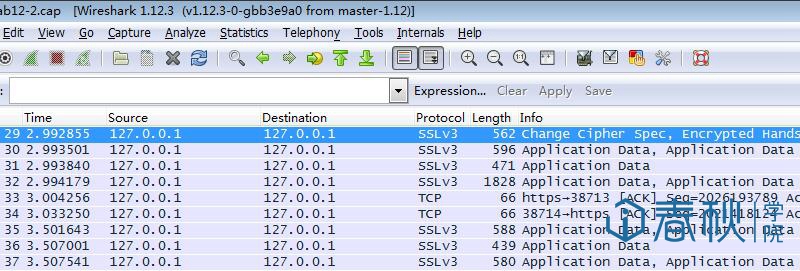 ab12-2.cap [Wireshark 1.12.3 (v1.12.3-0-gbb3e9a0 from master-1.12)]
View Go Capture Analyze Statistics Telephony Tools Internals Help
Expression... Clear Apply Save
Time Source Destination Protocol Length Info
29 2.992855 127.0.0.1 127.0.0.1 SSLv3 562 Change Cipher Spec, Encrypted Hands
30 2.993501 127.0.0.1 127.0.0.1 SSLv3 596 Application Data, Application Data
31 2.993840 127.0.0.1 127.0.0.1 SSLv3 471 Application Data
32 2.994179 127.0.0.1 127.0.0.1 SSLv3 1828 Application Data, Application Data
33 3.004256 127.0.0.1 127.0.0.1 TCP 66 https→38713 [ACK] Seq=2026193789 Ac
34 3.033250 127.0.0.1 127.0.0.1 TCP 66 38714→https [ACK]
35 3.501643 127.0.0.1 127.0.0.1 SSLv3 588 Application Data, Application Data
36 3.507001 127.0.0.1 127.0.0.1 SSLv3 439 Application Data
37 3.507541 127.0.0.1 127.0.0.1 SSLv3 580 Application Data, Application Data
春秋学院